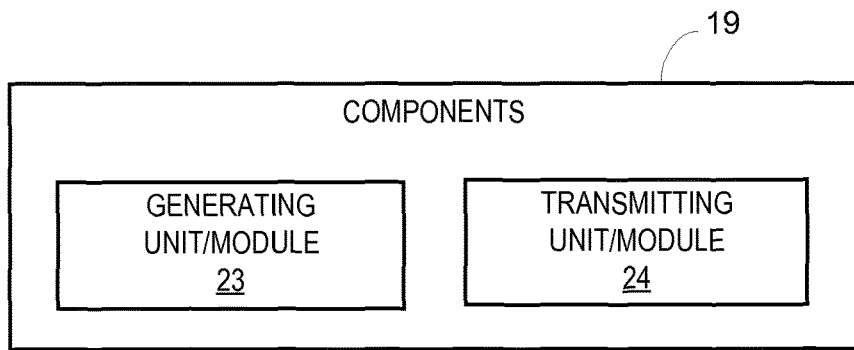 19
COMPONENTS
GENERATING
UNIT/MODULE
23
TRANSMITTING
UNIT/MODULE
24